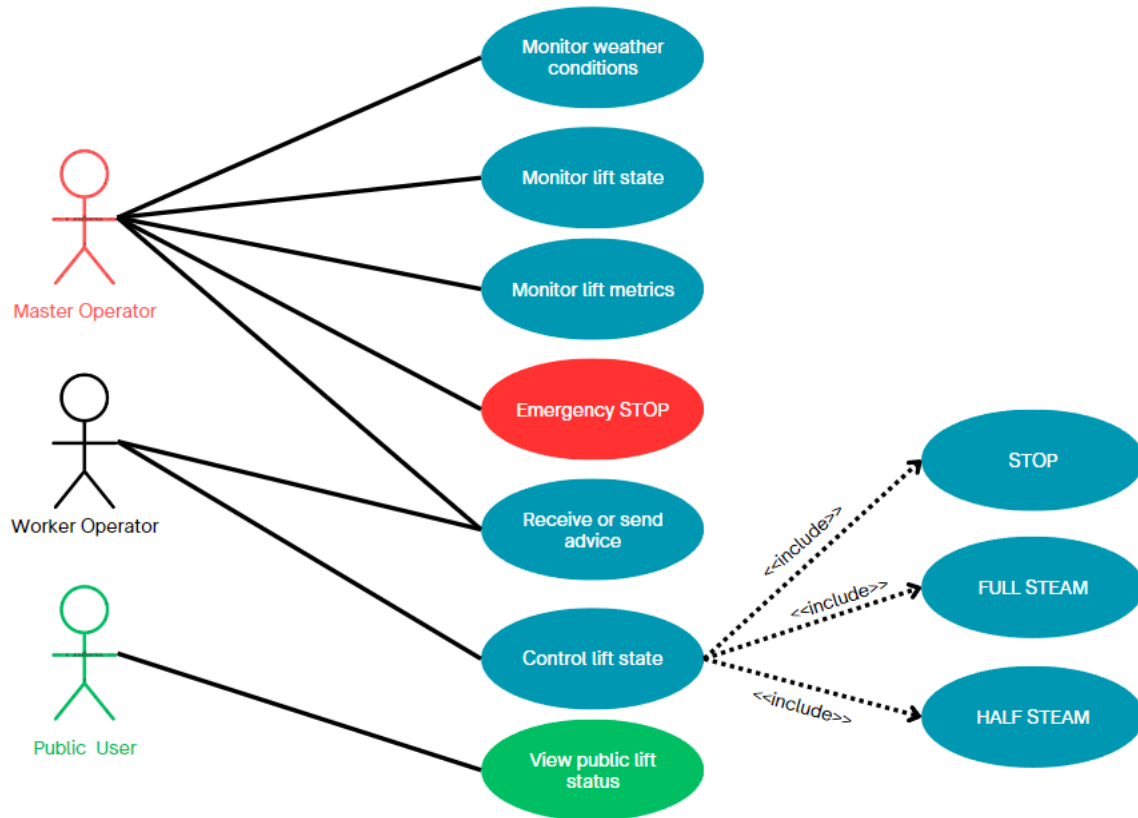 Monitor weather
conditions
Monitor lift state
Master Operator
Monitor lift metrics
Emergency STOP
Worker Operator
Receive or send
advice
STOP
<<include>>
FULL STEAM
<<include>>
Control lift state
<<include>>
HALF STEAM
Public User
View public lift
status